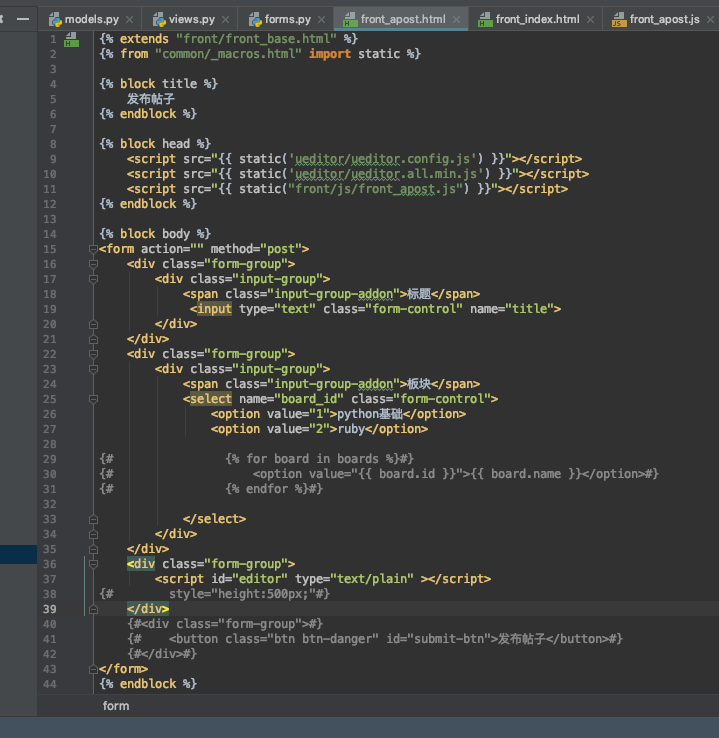 models.py views.py forms.py front_apost.html front_index.html front_apost.js
1 {% extends "front/front_base.html" %}
2 {% from "common/_macros.html" import static %}
3
4 {% block title %}
5 发布帖子
6 {% endblock %}
7
8 {% block head %}
9 <script src="{{ static('ueditor/ueditor.config.js') }}"></script>
10 <script src="{{ static('ueditor/ueditor.all.min.js') }}"></script>
11 <script src="{{ static("front/js/front_apost.js") }}"></script>
12 {% endblock %}
13
14 {% block body %}
15 <form action="" method="post">
16 <div class="form-group">
17 <div class="input-group">
18 <span class="input-group-addon">标题</span>
19 <input type="text" class="form-control" name="title">
20 </div>
21 </div>
22 <div class="form-group">
23 <div class="input-group">
24 <span class="input-group-addon">板块</span>
25 <select name="board_id" class="form-control">
26 <option value="1">python基础</option>
27 <option value="2">ruby</option>
28
29 {# {% for board in boards %}#}
30 {# <option value="{{ board.id }}">{{ board.name }}</option>#}
31 {# {% endfor %}#}
32
33 </select>
34 </div>
35 </div>
36 <div class="form-group">
37 <script id="editor" type="text/plain" ></script>
38 {# style="height:500px;"#}
39 </div>
40 {#<div class="form-group">#}
41 {# <button class="btn btn-danger" id="submit-btn">发布帖子</button>#}
42 {#</div>#}
43 </form>
44 {% endblock %}
form